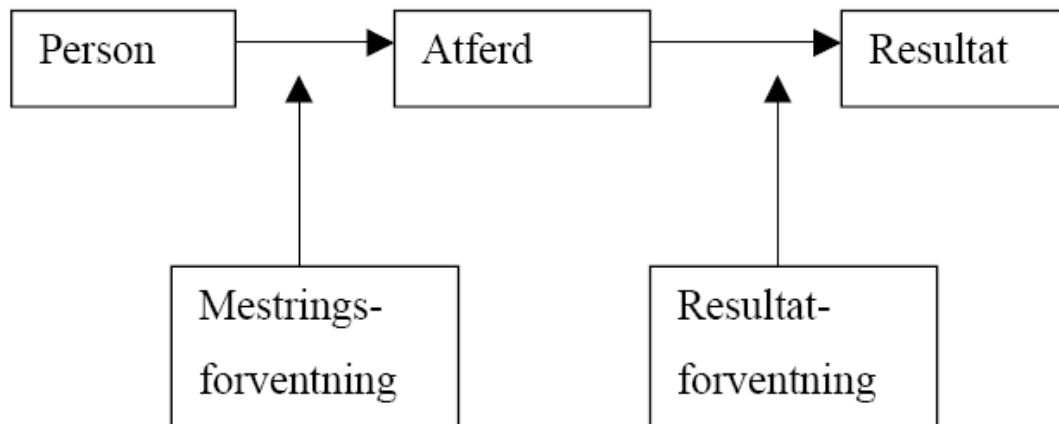 Person
Atferd
Resultat
Mestrings-
forventning
Resultat-
forventning